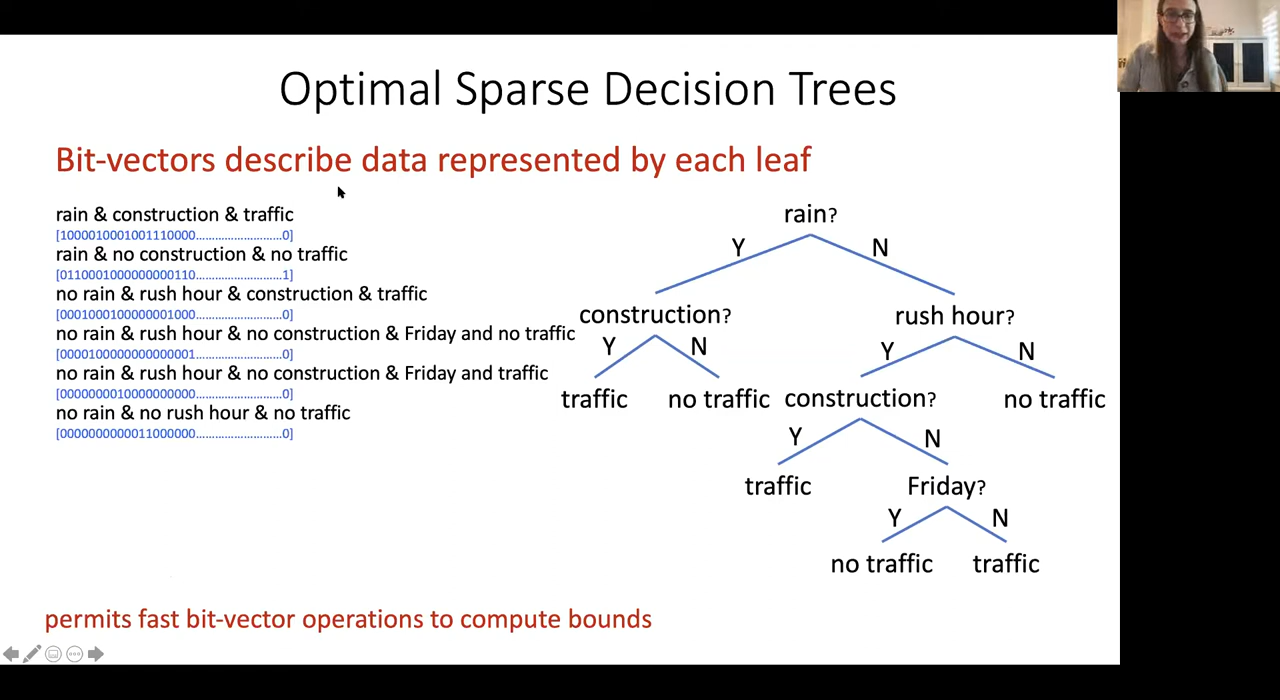 Optimal Sparse Decision Trees
Bit-vectors describe data represented by each leaf
rain & construction & traffic
[1000010001001110000..........................0]
rain & no construction & no traffic
[0110001000000000110..........................1]
no rain & rush hour & construction & traffic
[0001000100000001000..........................0]
no rain & rush hour & no construction & Friday and no traffic
[0000100000000000001..........................0]
no rain & rush hour & no construction & Friday and traffic
[0000000010000000000..........................0]
no rain & no rush hour & no traffic
[0000000000011000000..........................0]
rain?
Y N
construction? rush hour?
Y N Y N
traffic no traffic construction? no traffic
Y N
traffic Friday?
Y N
no traffic traffic
permits fast bit-vector operations to compute bounds